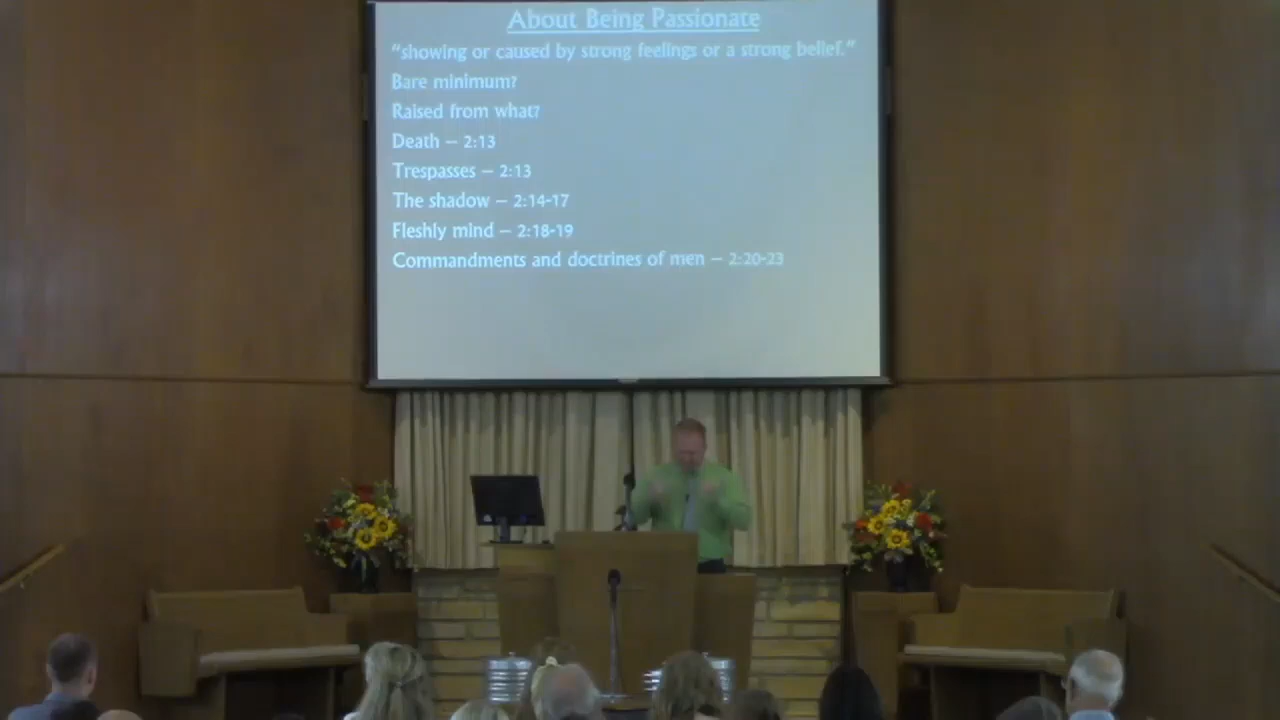 About Being Passionate
“showing or caused by strong feelings or a strong belief.”
Bare minimum?
Raised from what?
Death – 2:13
Trespasses – 2:13
The shadow – 2:14-17
Fleshly mind – 2:18-19
Commandments and doctrines of men – 2:20-23